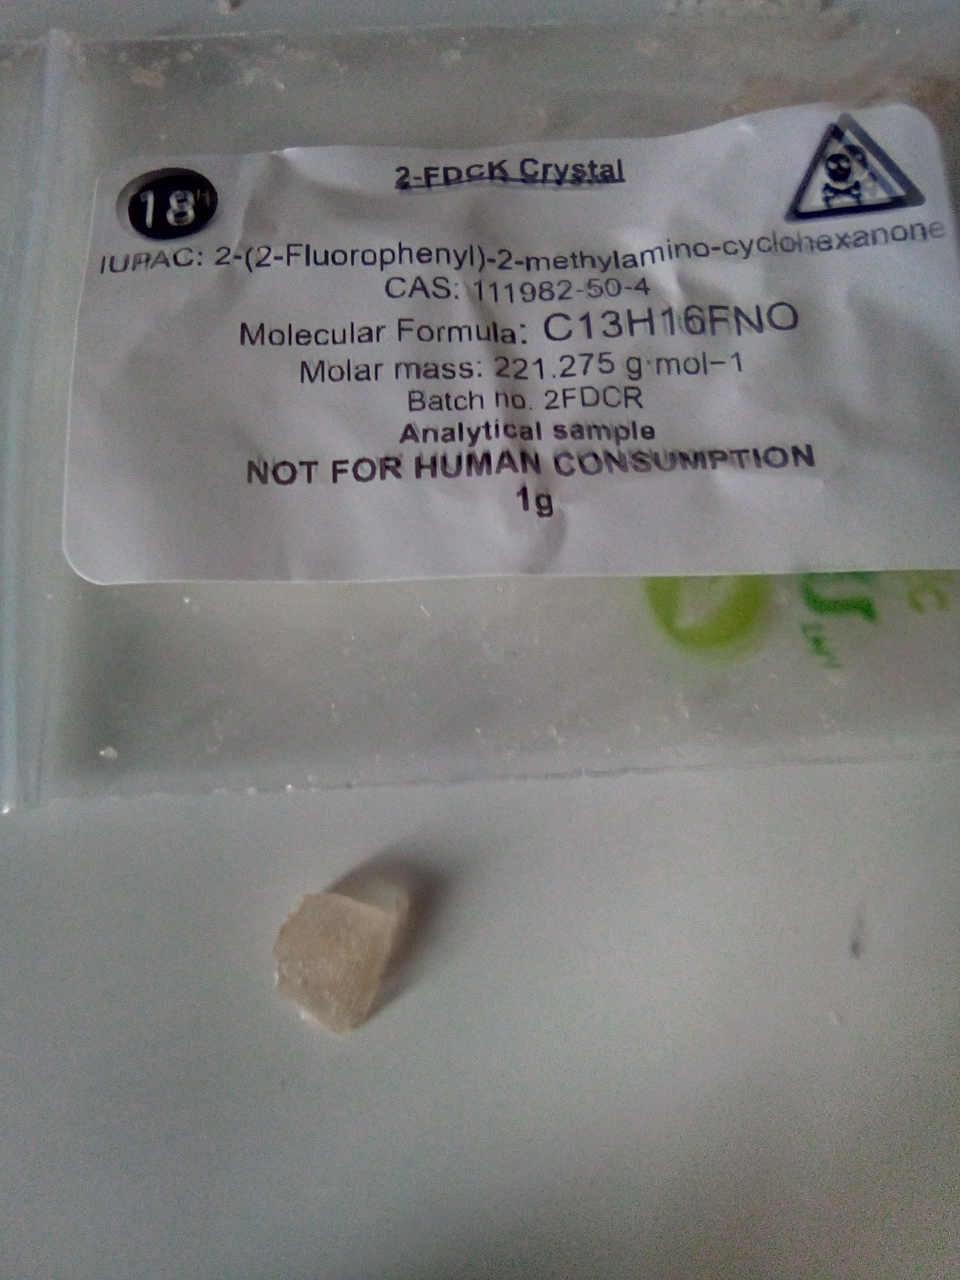 2-FDCK Crystal
18
IUPAC: 2-(2-Fluorophenyl)-2-methylamino-cyclohexanone
CAS: 111982-50-4
Molecular Formula: C13H16FNO
Molar mass: 221.275 g·mol−1
Batch no. 2FDCR
Analytical sample
NOT FOR HUMAN CONSUMPTION
1g